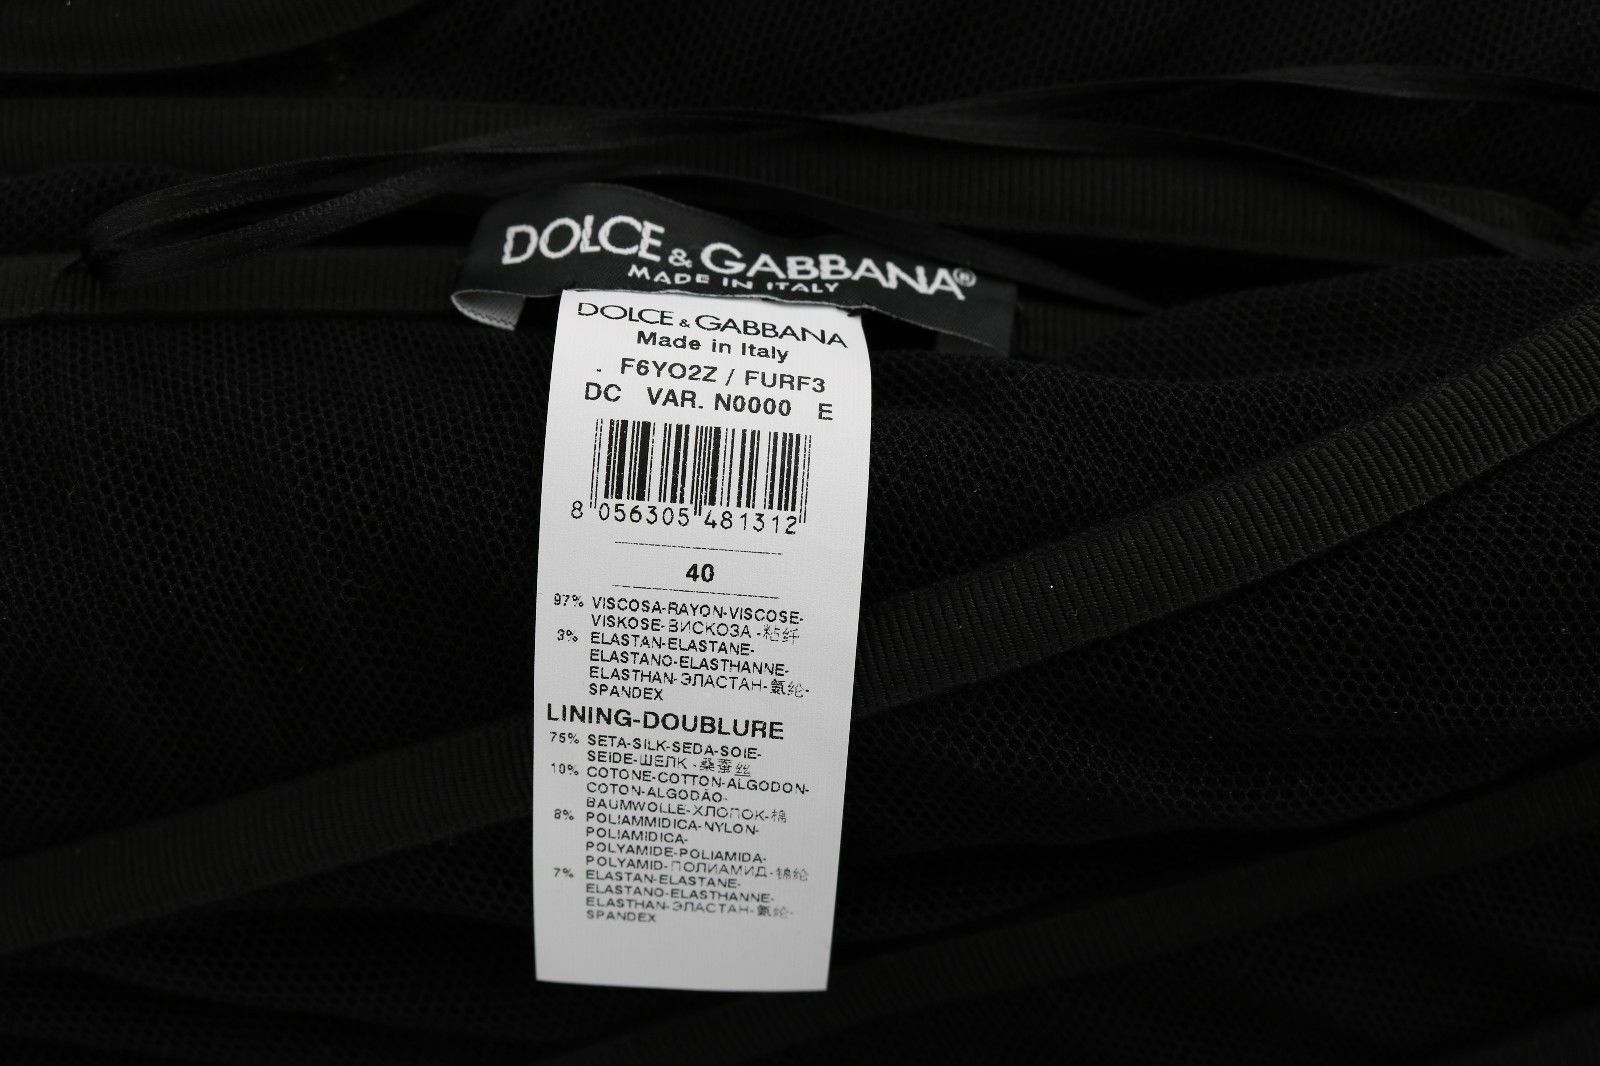 DOLCE & GABBANA®
MADE IN ITALY
DOLCE & GABBANA
Made in Italy
. F6YO2Z / FURF3
DC VAR. N0000 E
8 056305 481312
40
97% VISCOSA-RAYON-VISCOSE-
VISKOSE-ВИСКОЗА-粘纤
3% ELASTAN-ELASTANE-
ELASTANO-ELASTHANNE-
ELASTHAN-ЭЛАСТАН-氨纶-
SPANDEX
LINING-DOUBLURE
75% SETA-SILK-SEDA-SOIE-
SEIDE-ШЕЛК-桑蚕丝
10% COTONE-COTTON-ALGODON-
COTON-ALGODÃO-
BAUMWOLLE-ХЛОПОК-棉
8% POLIAMMIDICA-NYLON-
POLIAMIDICA-
POLYAMIDE-POLIAMIDA-
POLYAMID-ПОЛИАМИД-锦纶
7% ELASTAN-ELASTANE-
ELASTANO-ELASTHANNE-
ELASTHAN-ЭЛАСТАН-氨纶-
SPANDEX